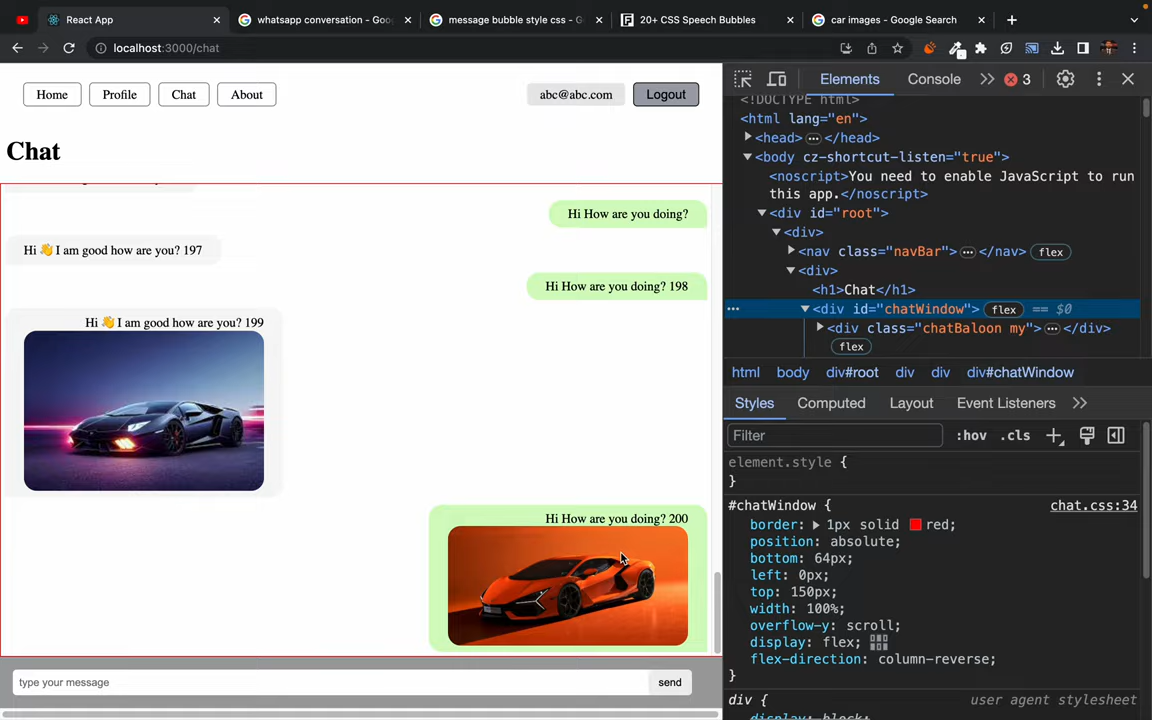 React App
whatsapp conversation - Goo
message bubble style css - G
20+ CSS Speech Bubbles
car images - Google Search
localhost:3000/chat
Home
Profile
Chat
About
abc@abc.com
Logout
Chat
Hi How are you doing?
Hi 👋 I am good how are you? 197
Hi How are you doing? 198
Hi 👋 I am good how are you? 199
Hi How are you doing? 200
type your message
send
Elements
Console
3
<!DOCTYPE html>
<html lang="en">
<head> ••• </head>
<body cz-shortcut-listen="true">
<noscript>You need to enable JavaScript to run
this app.</noscript>
<div id="root">
<div>
<nav class="navBar"> ••• </nav> flex
<div>
<h1>Chat</h1>
<div id="chatWindow"> flex == $0
<div class="chatBaloon my"> ••• </div>
flex
html body div#root div div div#chatWindow
Styles
Computed
Layout
Event Listeners
Filter
:hov .cls
element.style {
}
#chatWindow { chat.css:34
border: 1px solid red;
position: absolute;
bottom: 64px;
left: 0px;
top: 150px;
width: 100%;
overflow-y: scroll;
display: flex;
flex-direction: column-reverse;
}
div { user agent stylesheet